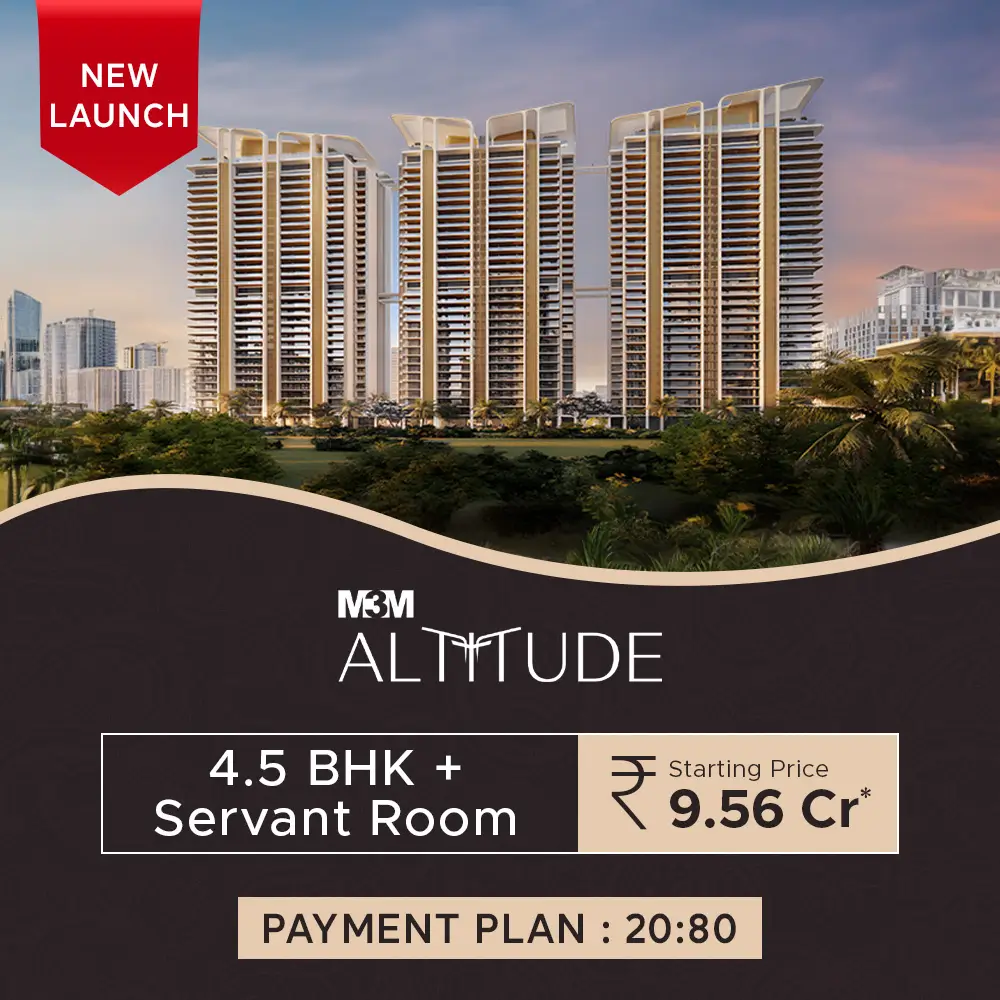 NEW
LAUNCH
M3M
ALTITUDE
4.5 BHK +
Servant Room
₹ Starting Price
9.56 Cr*
PAYMENT PLAN : 20:80